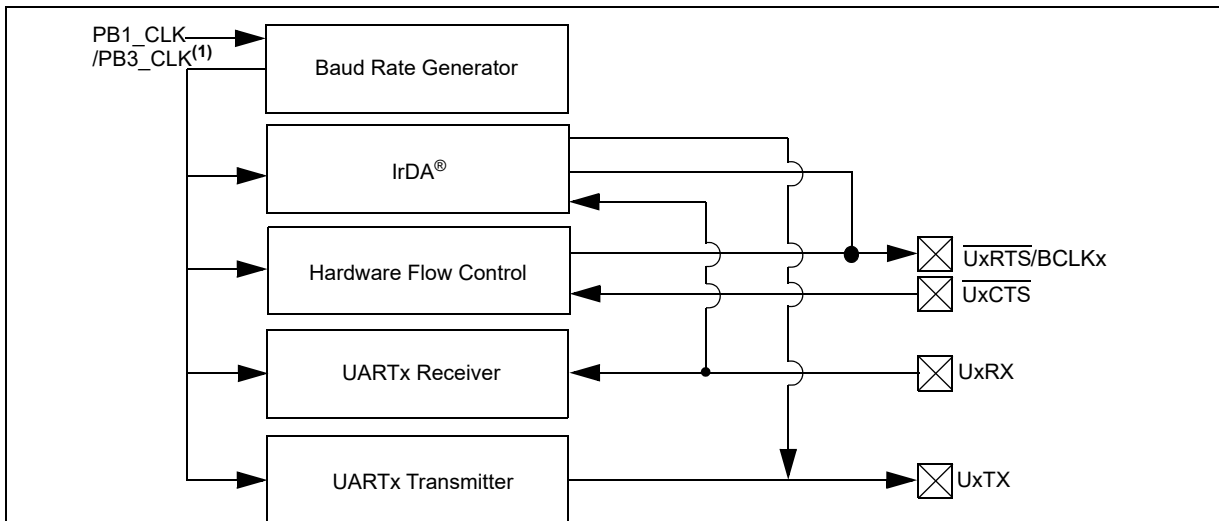 PB1_CLK
/PB3_CLK(1)
Baud Rate Generator
IrDA®
Hardware Flow Control
UxRTS/BCLKx
UxCTS
UARTx Receiver
UxRX
UARTx Transmitter
UxTX